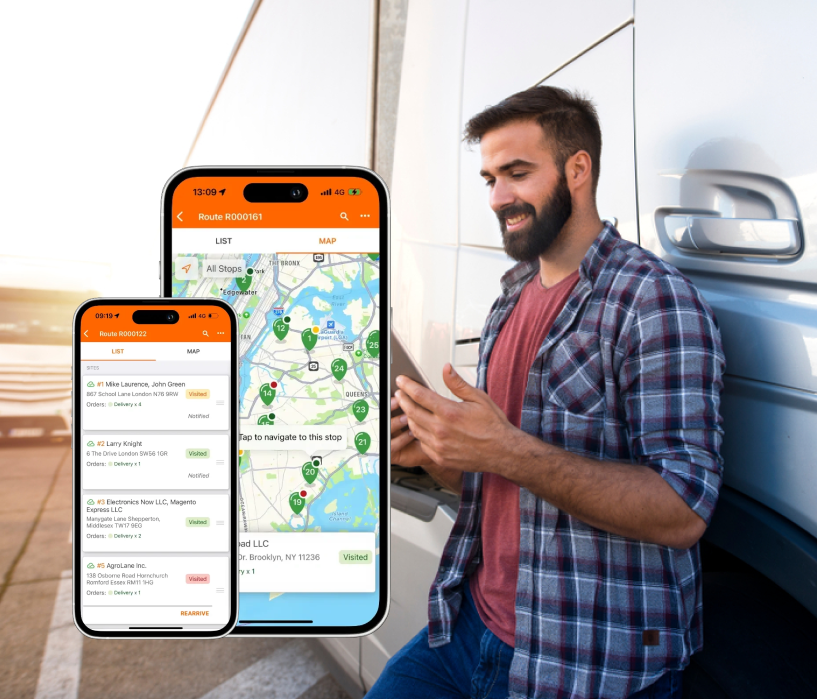 13:09
4G
Route R000161
LIST
MAP
All Stops
THE BRONX
Park
Edgewater
12
1
25
24
14
QUEENS
23
Tap to navigate to this stop
21
20
19
Island
Channel
ad LLC
Dr. Brooklyn, NY 11236
Visited
ry x 1
09:19
4G
Route R000122
LIST
MAP
SITES
#1 Mike Laurence, John Green
867 School Lane London N76 9RW
Visited
Orders: Delivery x 4
Notified
#2 Larry Knight
6 The Drive London SW56 1GR
Visited
Orders: Delivery x 1
Notified
#3 Electronics Now LLC, Magento
Express LLC
Manygate Lane Shepperton,
Middlesex TW17 9EG
Visited
Orders: Delivery x 2
#5 AgroLane Inc.
138 Osborne Road Hornchurch
Romford Essex RM11 1HG
Visited
Orders: Delivery x 1
REARRIVE